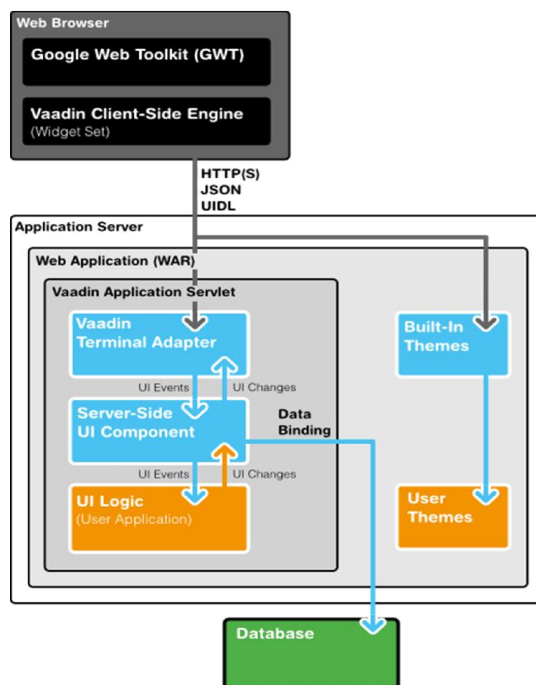 Web Browser
Google Web Toolkit (GWT)
Vaadin Client-Side Engine
(Widget Set)
HTTP(S)
JSON
UIDL
Application Server
Web Application (WAR)
Vaadin Application Servlet
Vaadin
Terminal Adapter
Built-In
Themes
UI Events
UI Changes
Server-Side
UI Component
Data
Binding
UI Events
UI Changes
UI Logic
(User Application)
User
Themes
Database